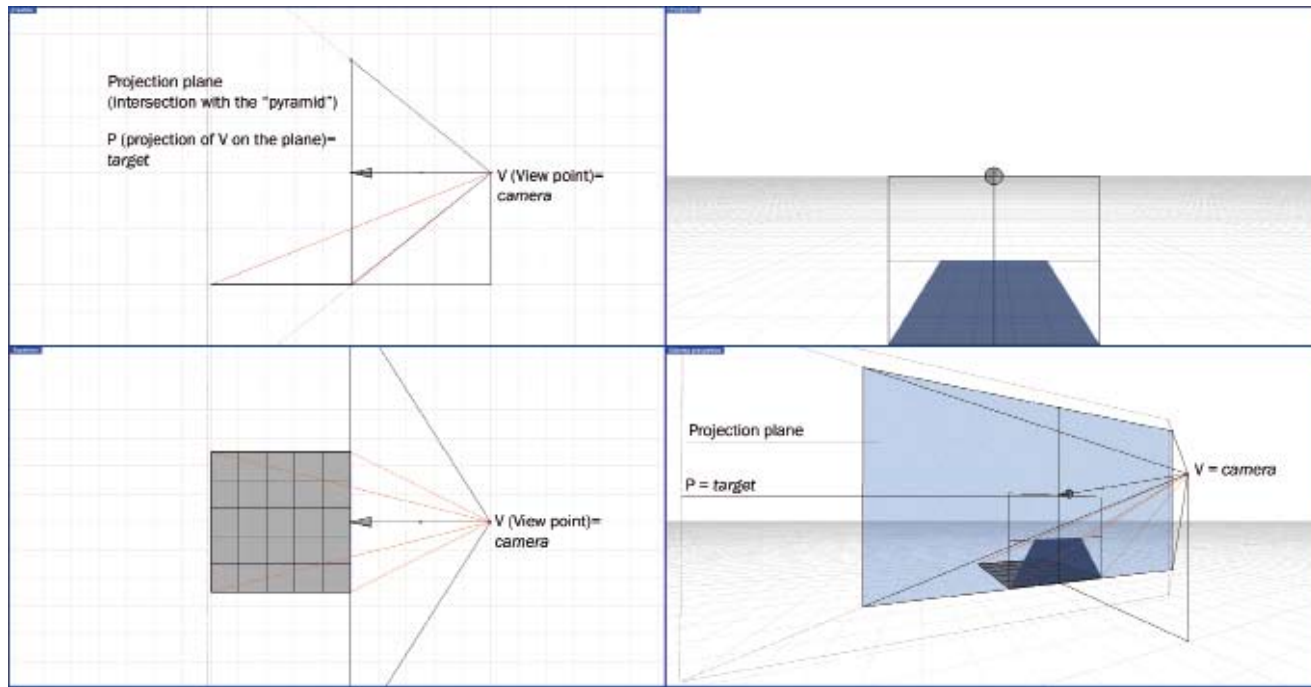 Projection plane
(intersection with the "pyramid")
P (projection of V on the plane)=
target
V (View point)=
camera
V (View point)=
camera
Projection plane
P = target
V = camera